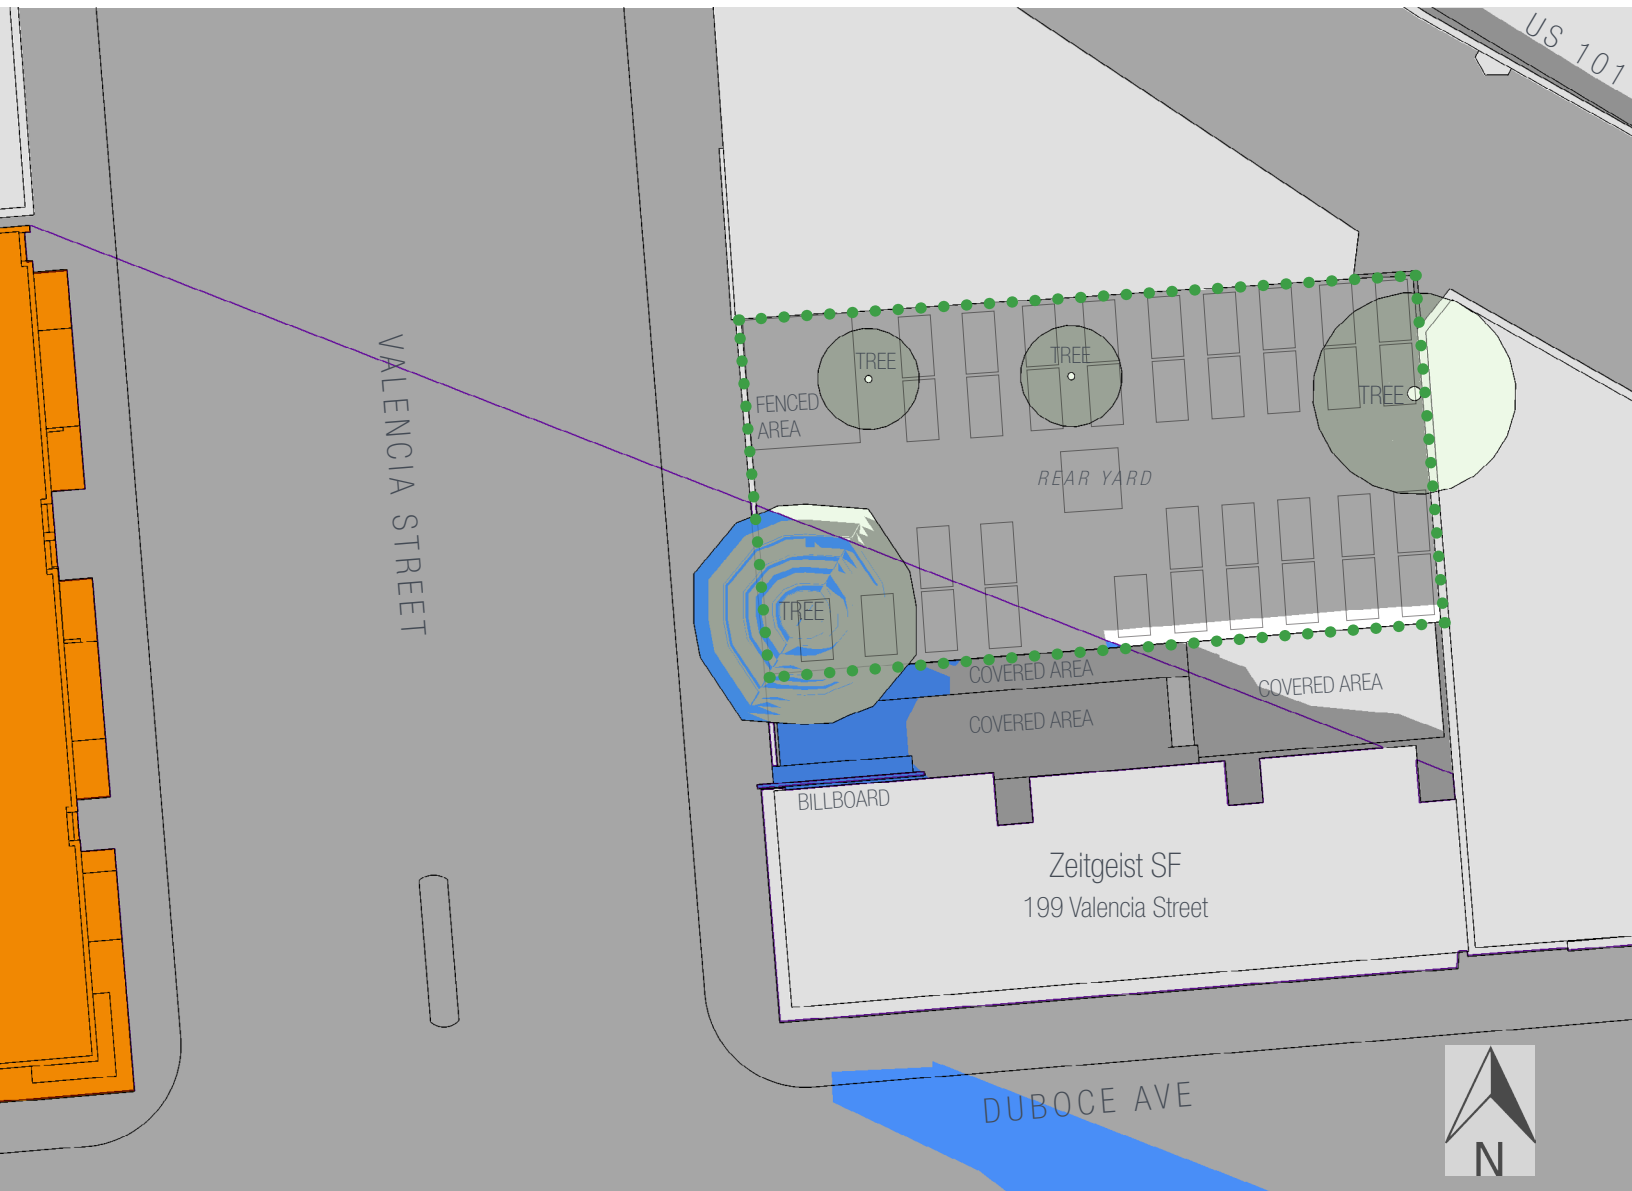 US 101
VALENCIA STREET
TREE
TREE
TREE
FENCED
AREA
REAR YARD
TREE
COVERED AREA
COVERED AREA
COVERED AREA
BILLBOARD
Zeitgeist SF
199 Valencia Street
DUBOCE AVE
N